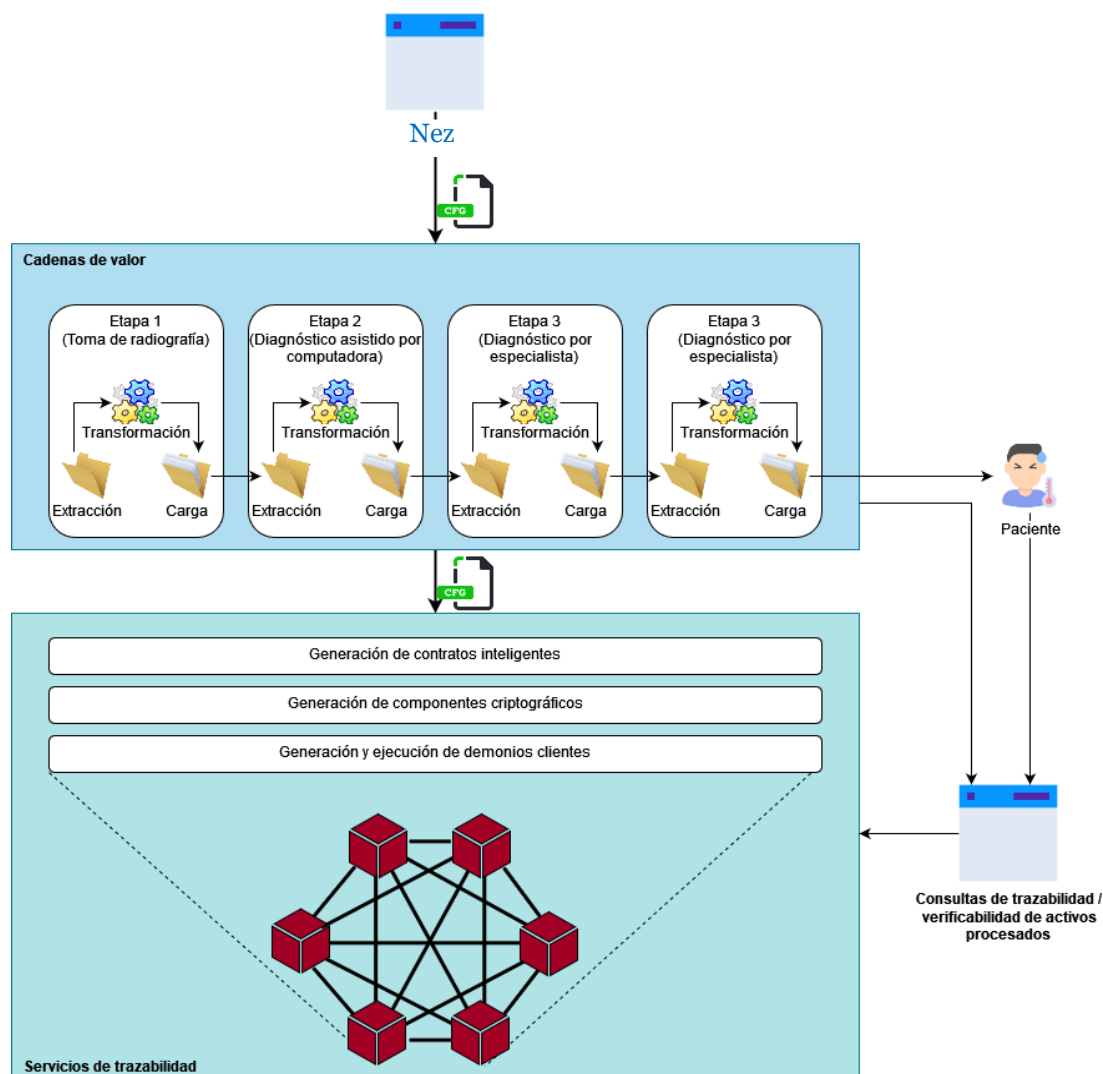 Nez
CFG
Cadenas de valor
Etapa 1
(Toma de radiografía)
Transformación
Extracción
Carga
Etapa 2
(Diagnóstico asistido por
computadora)
Transformación
Extracción
Carga
Etapa 3
(Diagnóstico por
especialista)
Transformación
Extracción
Carga
Etapa 3
(Diagnóstico por
especialista)
Transformación
Extracción
Carga
Paciente
CFG
Generación de contratos inteligentes
Generación de componentes criptográficos
Generación y ejecución de demonios clientes
Consultas de trazabilidad /
verificabilidad de activos
procesados
Servicios de trazabilidad